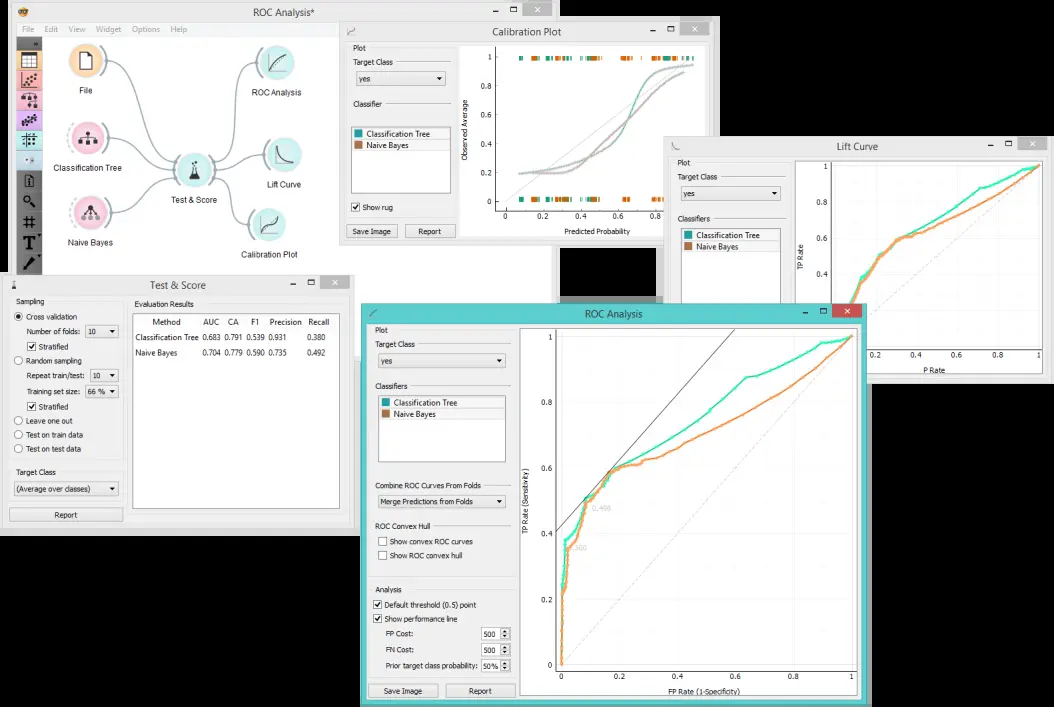 ROC Analysis*
File Edit View Widget Options Help
File
Classification Tree
Naive Bayes
Test & Score
ROC Analysis
Lift Curve
Calibration Plot
T
Calibration Plot
Plot
Target Class
yes
Classifier
Classification Tree
Naive Bayes
Show rug
Save Image Report
Observed Average
1
0.8
0.6
0.4
0.2
0
0 0.2 0.4 0.6 0.8
Predicted Probability
Lift Curve
Plot
Target Class
yes
Classifiers
Classification Tree
Naive Bayes
TP Rate
1
0.8
0.6
0.4
0.2 0.4 0.6 0.8 1
P Rate
Test & Score
Sampling
Cross validation
Number of folds: 10
Stratified
Random sampling
Repeat train/test: 10
Training set size: 66 %
Stratified
Leave one out
Test on train data
Test on test data
Target Class
(Average over classes)
Report
Evaluation Results
Method AUC CA F1 Precision Recall
Classification Tree 0.683 0.791 0.539 0.931 0.380
Naive Bayes 0.704 0.779 0.590 0.735 0.492
ROC Analysis
Plot
Target Class
yes
Classifiers
Classification Tree
Naive Bayes
Combine ROC Curves From Folds
Merge Predictions from Folds
ROC Convex Hull
Show convex ROC curves
Show ROC convex hull
Analysis
Default threshold (0.5) point
Show performance line
FP Cost: 500
FN Cost: 500
Prior target class probability: 50%
Save Image Report
TP Rate (Sensitivity)
1
0.8
0.6
0.4
0.2
0
0 0.2 0.4 0.6 0.8 1
FP Rate (1-Specificity)